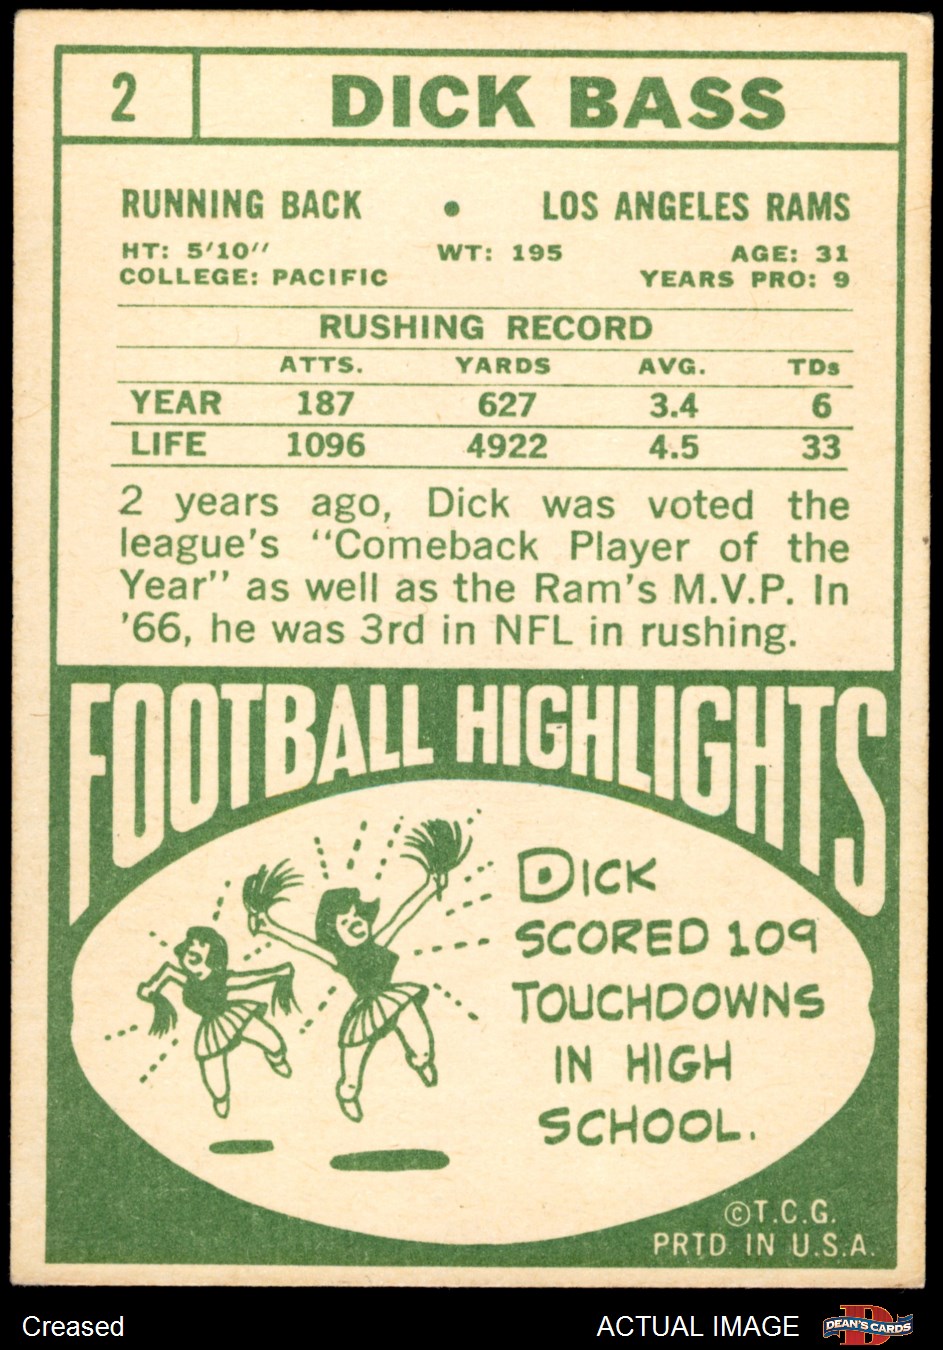 2 DICK BASS
RUNNING BACK • LOS ANGELES RAMS
HT: 5'10" WT: 195 AGE: 31
COLLEGE: PACIFIC YEARS PRO: 9
RUSHING RECORD
ATTS. YARDS AVG. TDs
YEAR 187 627 3.4 6
LIFE 1096 4922 4.5 33
2 years ago, Dick was voted the
league's "Comeback Player of the
Year" as well as the Ram's M.V.P. In
'66, he was 3rd in NFL in rushing.
FOOTBALL HIGHLIGHTS
DICK
SCORED 109
TOUCHDOWNS
IN HIGH
SCHOOL.
©T.C.G.
PRTD. IN U.S.A.
Creased ACTUAL IMAGE DEAN'S CARDS